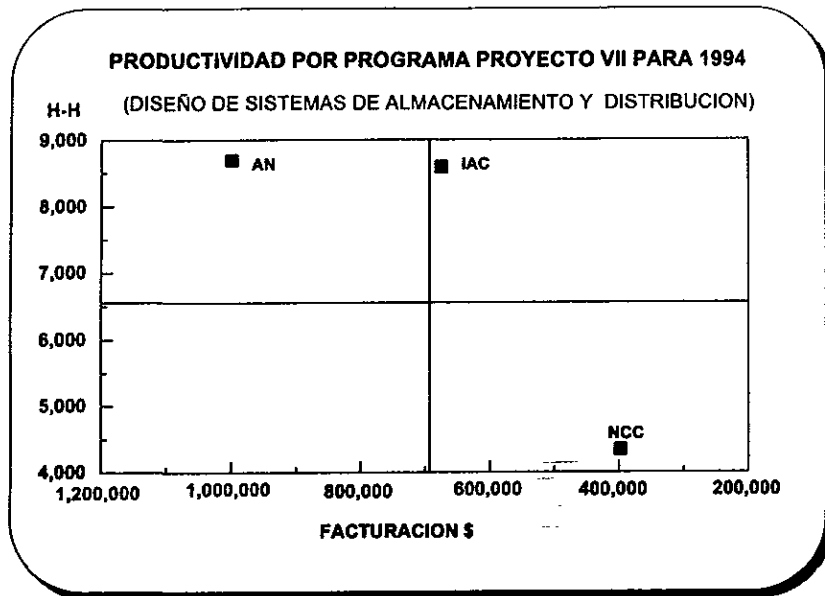 PRODUCTIVIDAD POR PROGRAMA PROYECTO VII PARA 1994
(DISEÑO DE SISTEMAS DE ALMACENAMIENTO Y DISTRIBUCION)
H-H
9,000
AN
IAC
8,000
7,000
6,000
5,000
NCC
4,000
1,200,000 1,000,000 800,000 600,000 400,000 200,000
FACTURACION $